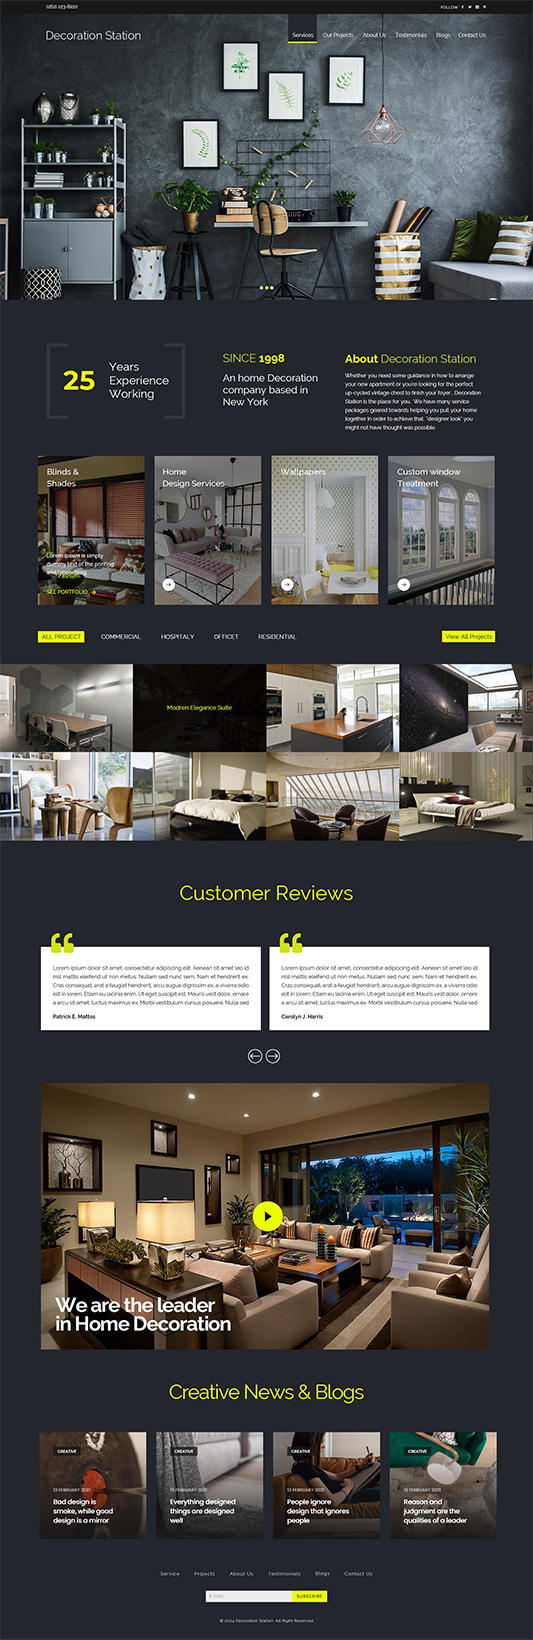 (262) 223-8222
FOLLOW
Decoration Station
Services Our Projects About Us Testimonials Blogs Contact Us
25
Years
Experience
Working
SINCE 1998
An home Decoration
company based in
New York
About Decoration Station
Whether you need some guidance in how to arrange
your new apartment or you're looking for the perfect
up-cycled vintage chest to finish your foyer , Decoration
Station is the place for you. We have many service
packages geared towards helping you pull your home
together in order to achieve that "designer look" you
might not have thought was possible.
Blinds &
Shades
Lorem Ipsum is simply
dummy text of the printing
and typesetting
SEE PORTFOLIO
Home
Design Services
Wallpapers
Custom window
Treatment
ALL PROJECT COMMERCIAL HOSPITALY OFFICET RESIDENTIAL
View All Projects
Modren Elegance Suite
Customer Reviews
Lorem ipsum dolor sit amet, consectetur adipiscing elit. Aenean sit amet leo id
nisl mattis eleifend ut non metus. Nullam sed nunc sem. Nam et hendrerit ex.
Cras consequat, erat a feugiat hendrerit, arcu augue dignissim ex, a viverra dolor
elit in lorem. Etiam eu lacinia enim. Ut eget suscipit est. Mauris velit dolor, ornare
a arcu sit amet, luctus maximus ex. Morbi vestibulum cursus posuere. Nulla sed
Patrick E. Mattos
Lorem ipsum dolor sit amet, consectetur adipiscing elit. Aenean sit amet leo id
nisl mattis eleifend ut non metus. Nullam sed nunc sem. Nam et hendrerit ex.
Cras consequat, erat a feugiat hendrerit, arcu augue dignissim ex, a viverra dolor
elit in lorem. Etiam eu lacinia enim. Ut eget suscipit est. Mauris velit dolor, ornare
a arcu sit amet, luctus maximus ex. Morbi vestibulum cursus posuere. Nulla sed
Carolyn J. Harris
We are the leader
in Home Decoration
Creative News & Blogs
CREATIVE
13 FEBRUARY 2021
Bad design is
smoke, while good
design is a mirror
CREATIVE
13 FEBRUARY 2021
Everything designed
things are designed
well
CREATIVE
13 FEBRUARY 2021
People ignore
design that ignores
people
CREATIVE
13 FEBRUARY 2021
Reason and
judgment are the
qualities of a leader
Service Projects About Us Testimonials Blogs Contact Us
E-mail
SUBSCRIBE
© 2024 Decoration Station. All Right Reserved